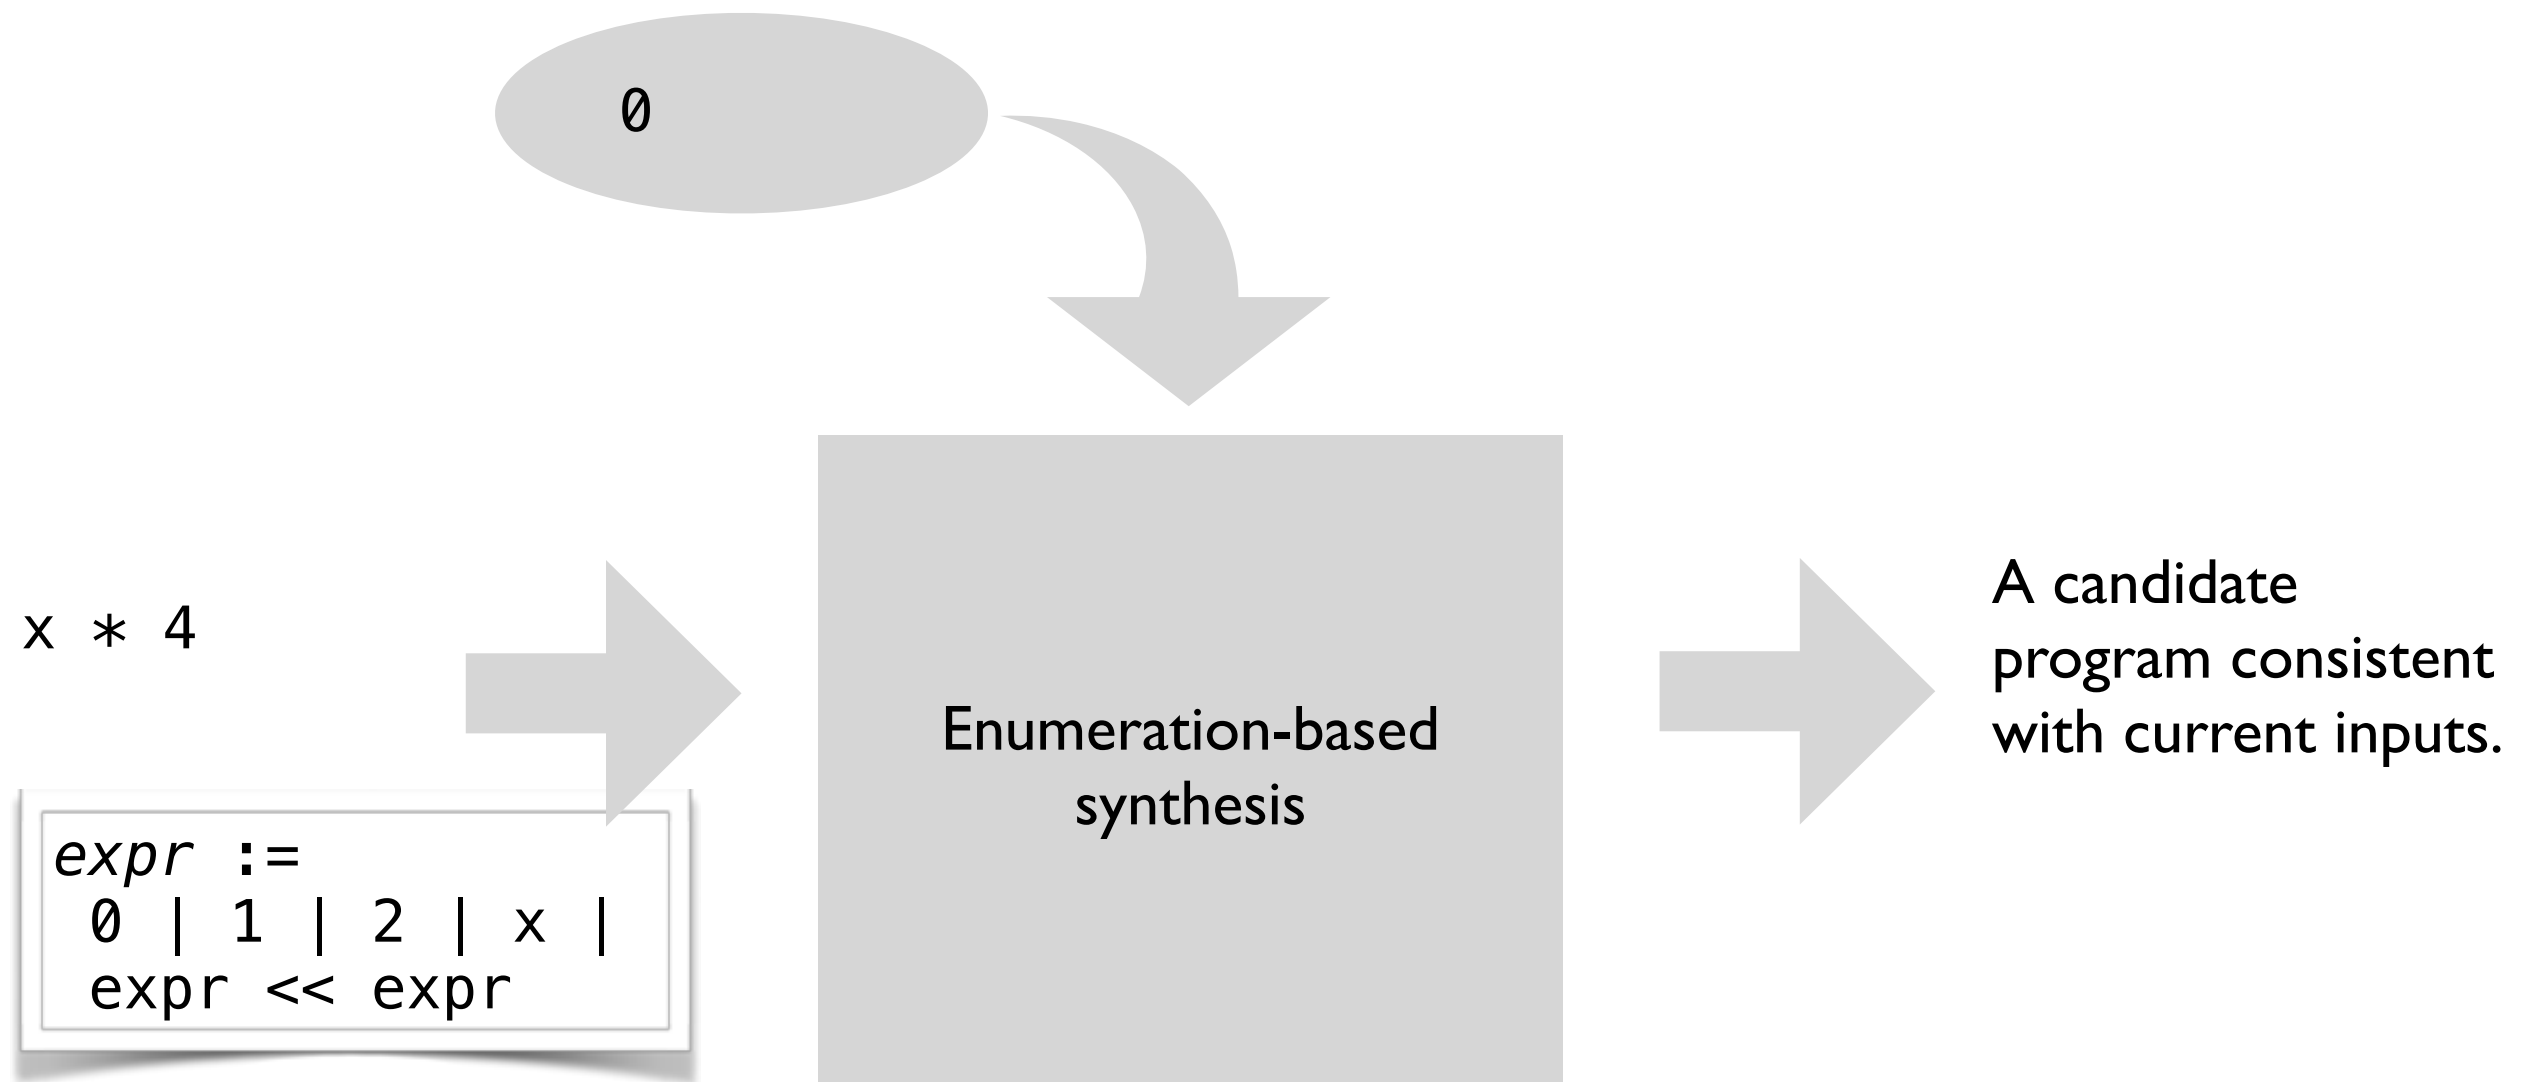 0
x * 4
expr :=
0 | 1 | 2 | x |
expr << expr
Enumeration-based
synthesis
A candidate
program consistent
with current inputs.